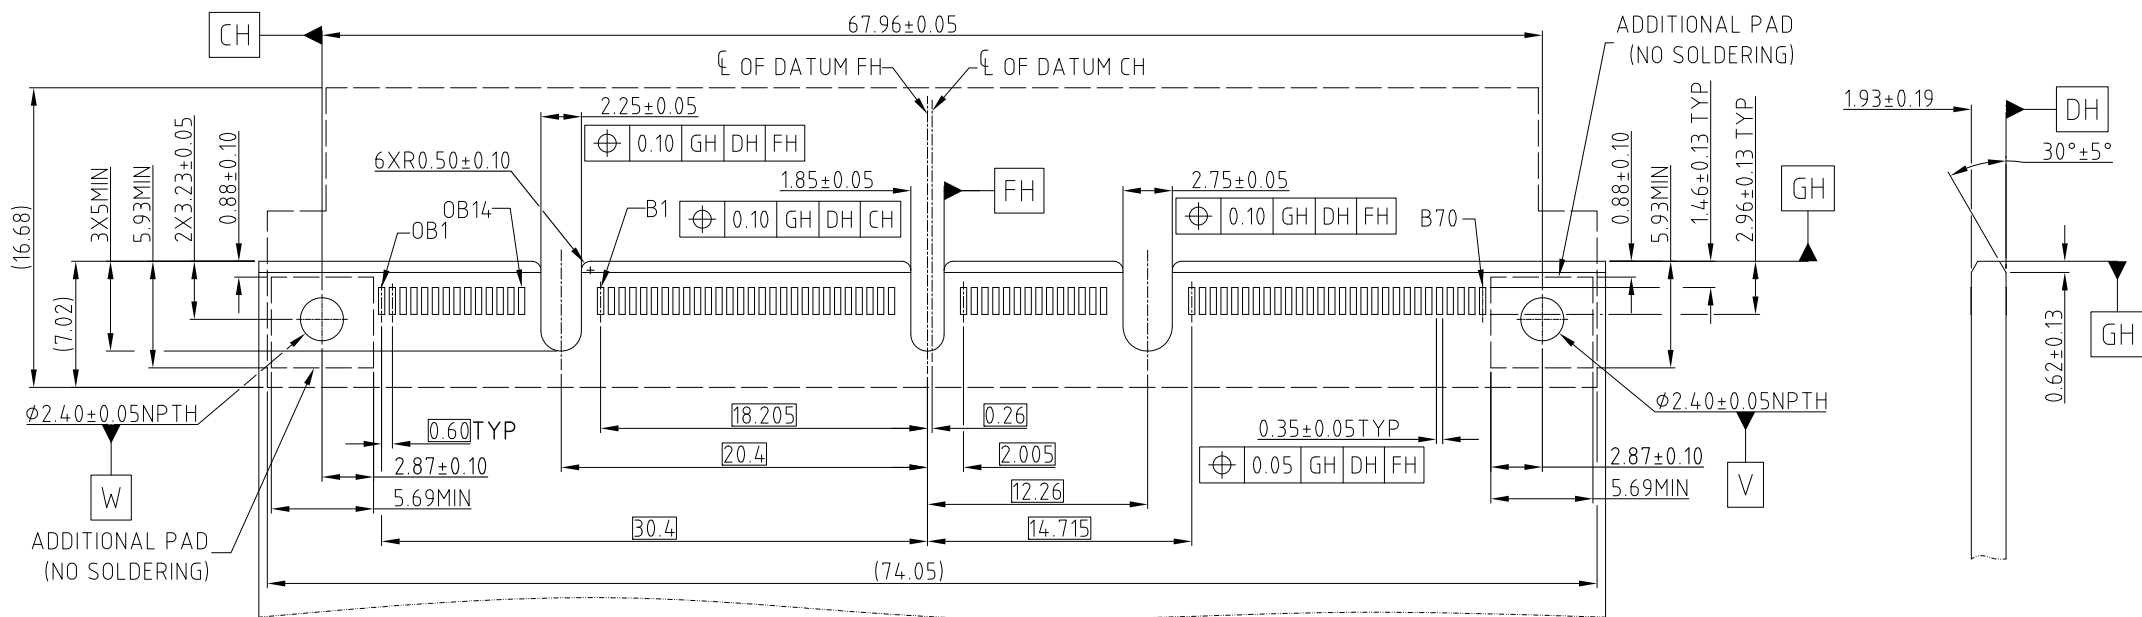 CH
67.96±0.05
ADDITIONAL PAD
(NO SOLDERING)
℄ OF DATUM FH
℄ OF DATUM CH
2.25±0.05
⌖ 0.10 GH DH FH
6XR0.50±0.10
1.85±0.05
FH
2.75±0.05
⌖ 0.10 GH DH FH
OB14
OB1
B1
⌖ 0.10 GH DH CH
B70
(16.68)
(7.02)
3X5MIN
5.93MIN
2X3.23±0.05
0.88±0.10
0.88±0.10
5.93MIN
1.46±0.13 TYP
2.96±0.13 TYP
GH
1.93±0.19
DH
30°±5°
GH
0.62±0.13
⌀2.40±0.05NPTH
W
ADDITIONAL PAD
(NO SOLDERING)
0.60 TYP
2.87±0.10
5.69MIN
18.205
0.26
20.4
2.005
12.26
30.4
14.715
(74.05)
0.35±0.05TYP
⌖ 0.05 GH DH FH
⌀2.40±0.05NPTH
V
2.87±0.10
5.69MIN